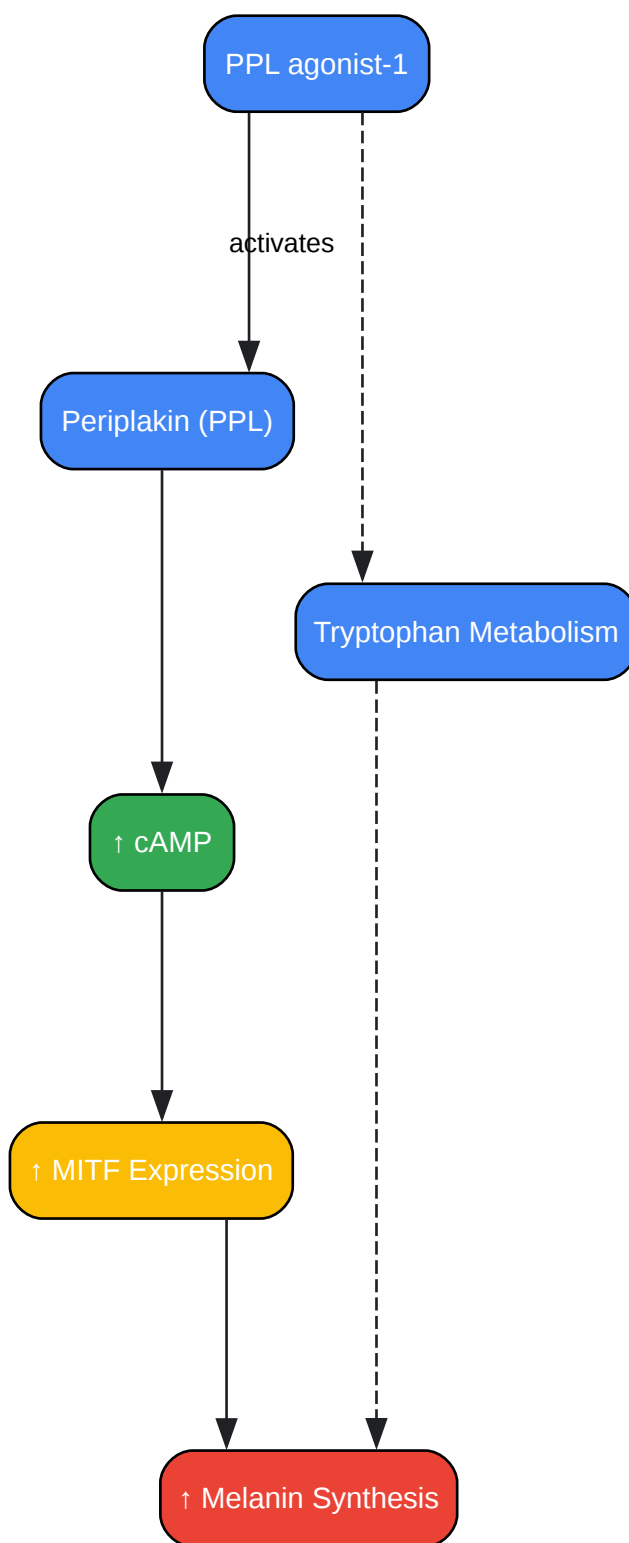 PPL agonist-1
activates
Periplakin (PPL)
Tryptophan Metabolism
↑ cAMP
↑ MITF Expression
↑ Melanin Synthesis